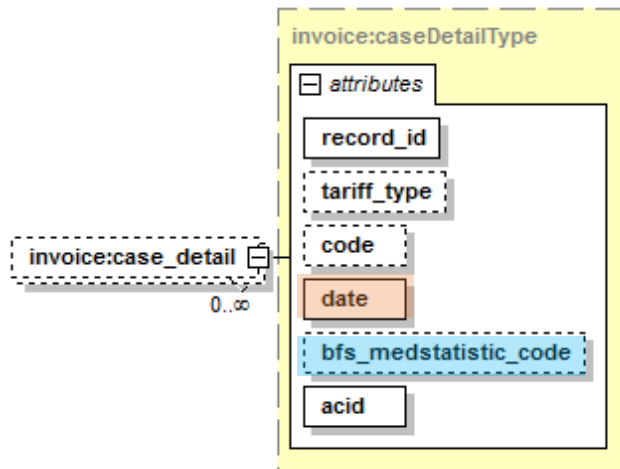 invoice:caseDetailType
attributes
record_id
tariff_type
code
invoice:case_detail
0..∞
date
bfs_medstatistic_code
acid